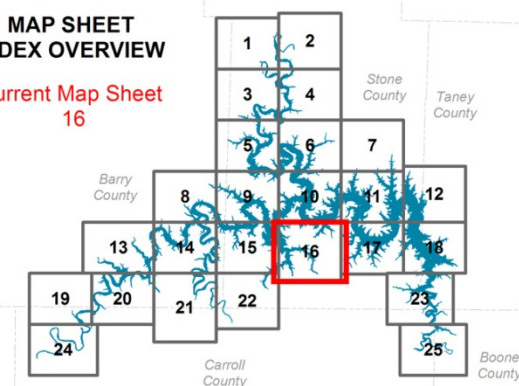 MAP SHEET
DEX OVERVIEW
urrent Map Sheet
16
1
2
Stone
County
Taney
County
3
4
5
6
7
Barry
County
8
9
10
11
12
13
14
15
16
17
18
19
20
21
22
23
24
25
Carroll
County
Boone
County